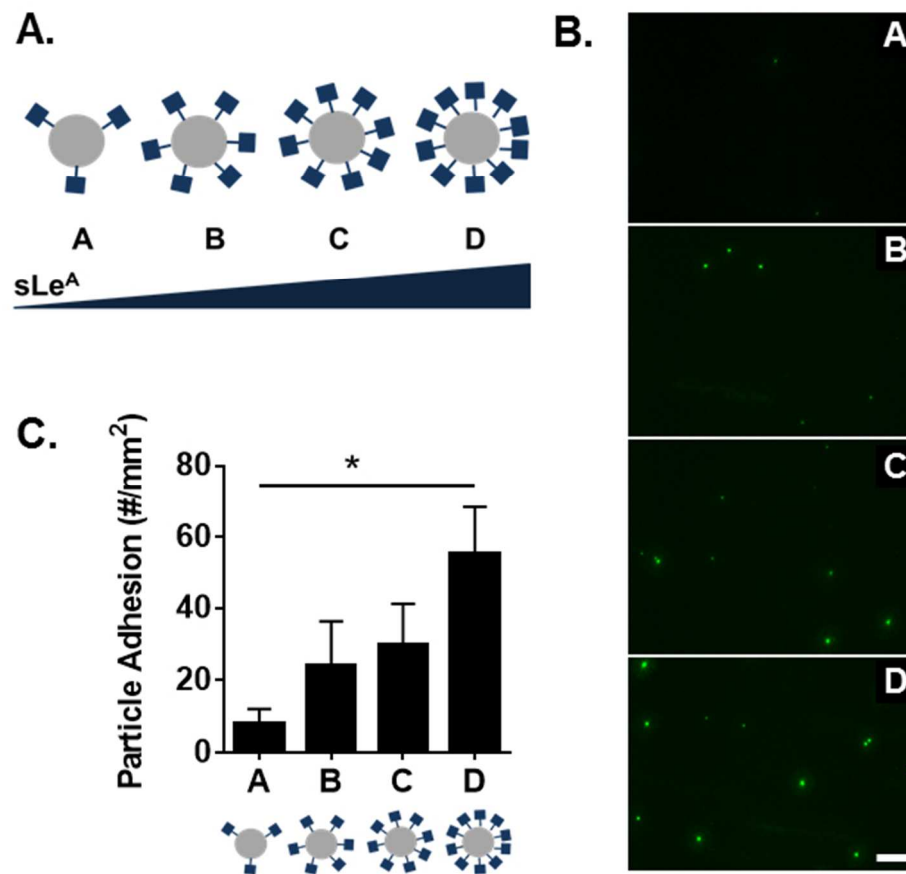 A.
A B C D
sLeᴬ
B.
A
B
C
D
C.
Particle Adhesion (#/mm²)
80
60
40
20
0
*
A B C D